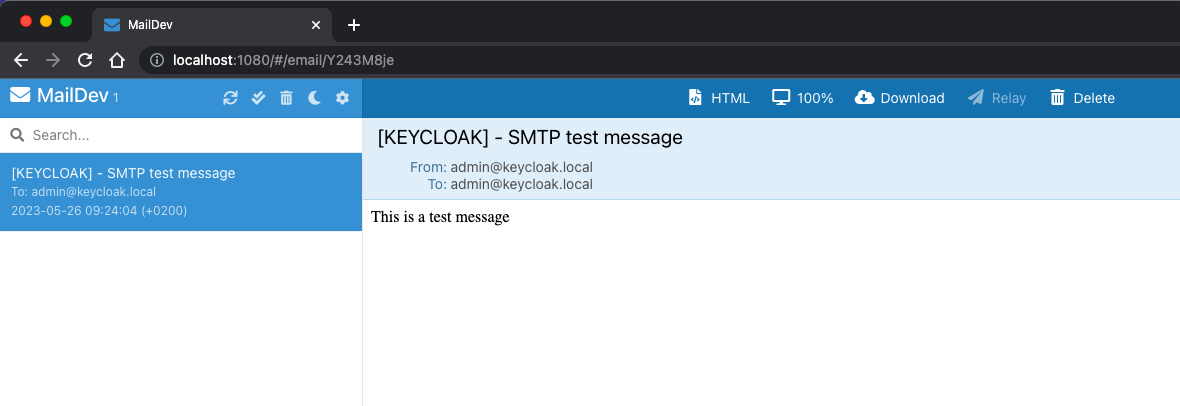 MailDev
localhost:1080/#/email/Y243M8je
MailDev 1
HTML 100% Download Relay Delete
Search...
[KEYCLOAK] - SMTP test message
To: admin@keycloak.local
2023-05-26 09:24:04 (+0200)
[KEYCLOAK] - SMTP test message
From: admin@keycloak.local
To: admin@keycloak.local
This is a test message